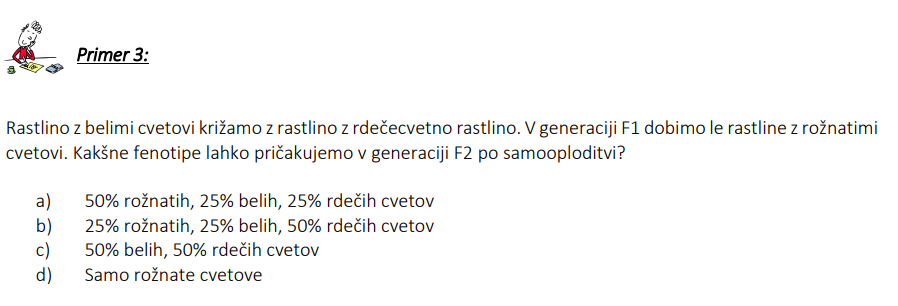 Primer 3:
Rastlino z belimi cvetovi križamo z rastlino z rdečecvetno rastlino. V generaciji F1 dobimo le rastline z rožnatimi
cvetovi. Kakšne fenotipe lahko pričakujemo v generaciji F2 po samooploditvi?
a) 50% rožnatih, 25% belih, 25% rdečih cvetov
b) 25% rožnatih, 25% belih, 50% rdečih cvetov
c) 50% belih, 50% rdečih cvetov
d) Samo rožnate cvetove